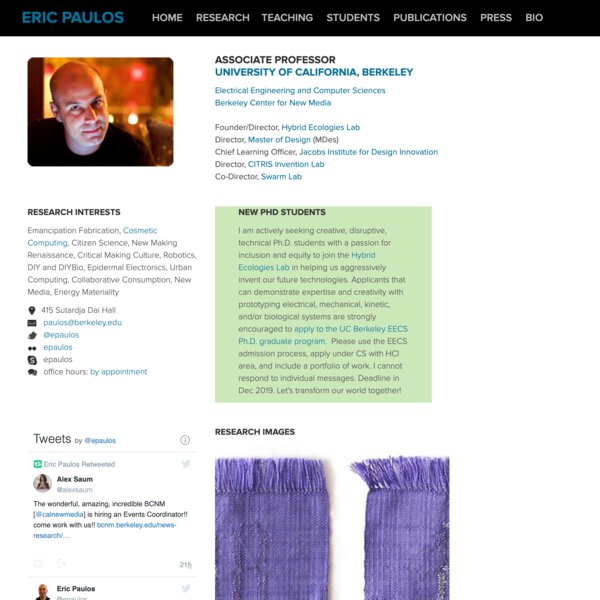 ERIC PAULOS
HOME RESEARCH TEACHING STUDENTS PUBLICATIONS PRESS BIO
ASSOCIATE PROFESSOR
UNIVERSITY OF CALIFORNIA, BERKELEY
Electrical Engineering and Computer Sciences
Berkeley Center for New Media
Founder/Director, Hybrid Ecologies Lab
Director, Master of Design (MDes)
Chief Learning Officer, Jacobs Institute for Design Innovation
Director, CITRIS Invention Lab
Co-Director, Swarm Lab
RESEARCH INTERESTS
Emancipation Fabrication, Cosmetic
Computing, Citizen Science, New Making
Renaissance, Critical Making Culture, Robotics,
DIY and DIYBio, Epidermal Electronics, Urban
Computing, Collaborative Consumption, New
Media, Energy Materiality
415 Sutardja Dai Hall
paulos@berkeley.edu
@epaulos
epaulos
epaulos
office hours: by appointment
NEW PHD STUDENTS
I am actively seeking creative, disruptive,
technical Ph.D. students with a passion for
inclusion and equity to join the Hybrid
Ecologies Lab in helping us aggressively
invent our future technologies. Applicants that
can demonstrate expertise and creativity with
prototyping electrical, mechanical, kinetic,
and/or biological systems are strongly
encouraged to apply to the UC Berkeley EECS
Ph.D. graduate program. Please use the EECS
admission process, apply under CS with HCI
area, and include a portfolio of work. I cannot
respond to individual messages. Deadline in
Dec 2019. Let's transform our world together!
Tweets by @epaulos
Eric Paulos Retweeted
Alex Saum
@alexsaum
The wonderful, amazing, incredible BCNM
[@calnewmedia] is hiring an Events Coordinator!!
come work with us!! bcnm.berkeley.edu/news-
research/…
21h
Eric Paulos
@epaulos
RESEARCH IMAGES